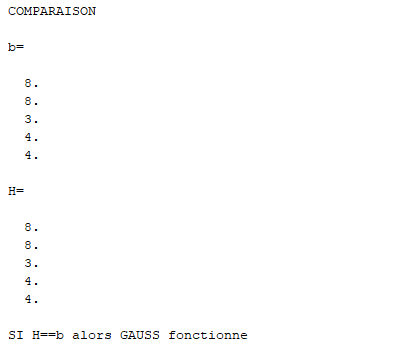 COMPARAISON
b=
8.
8.
3.
4.
4.
H=
8.
8.
3.
4.
4.
SI H==b alors GAUSS fonctionne